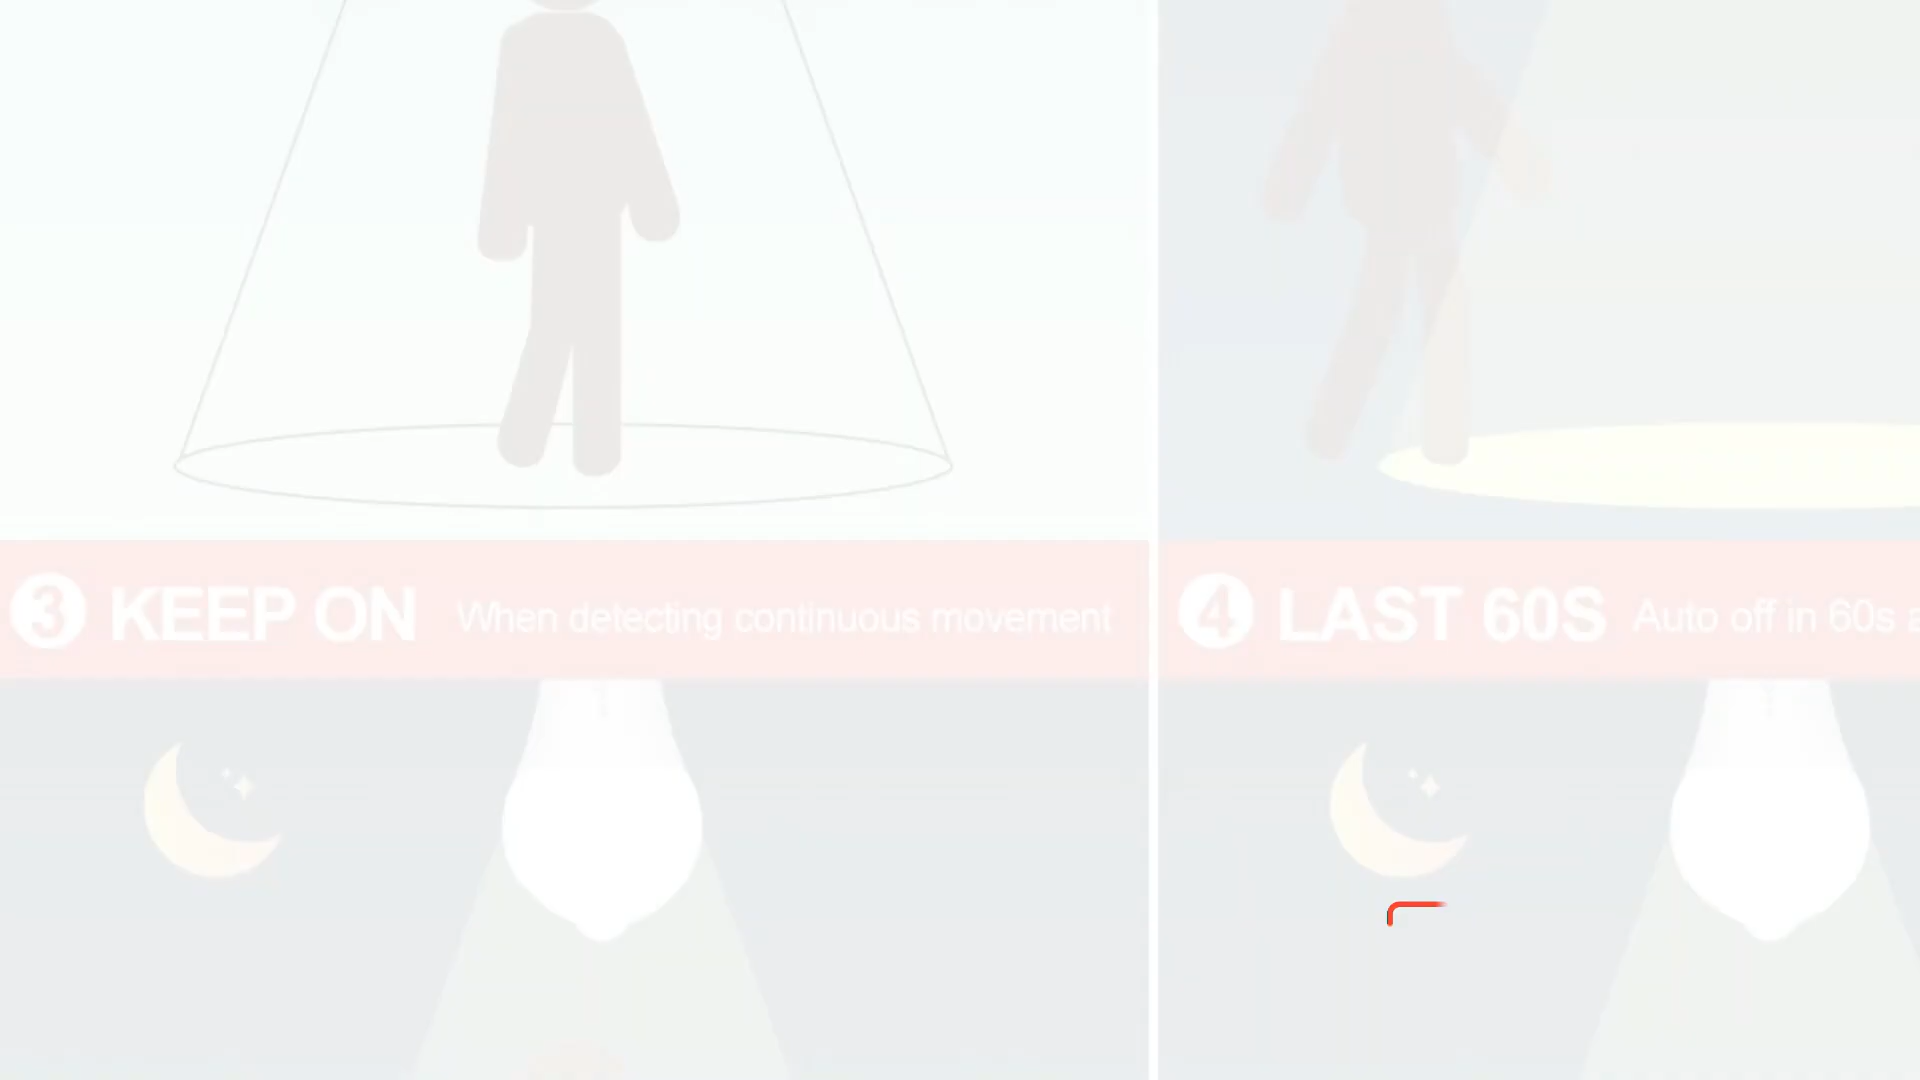 3 KEEP ON When detecting continuous movement
4 LAST 60S Auto off in 60s a